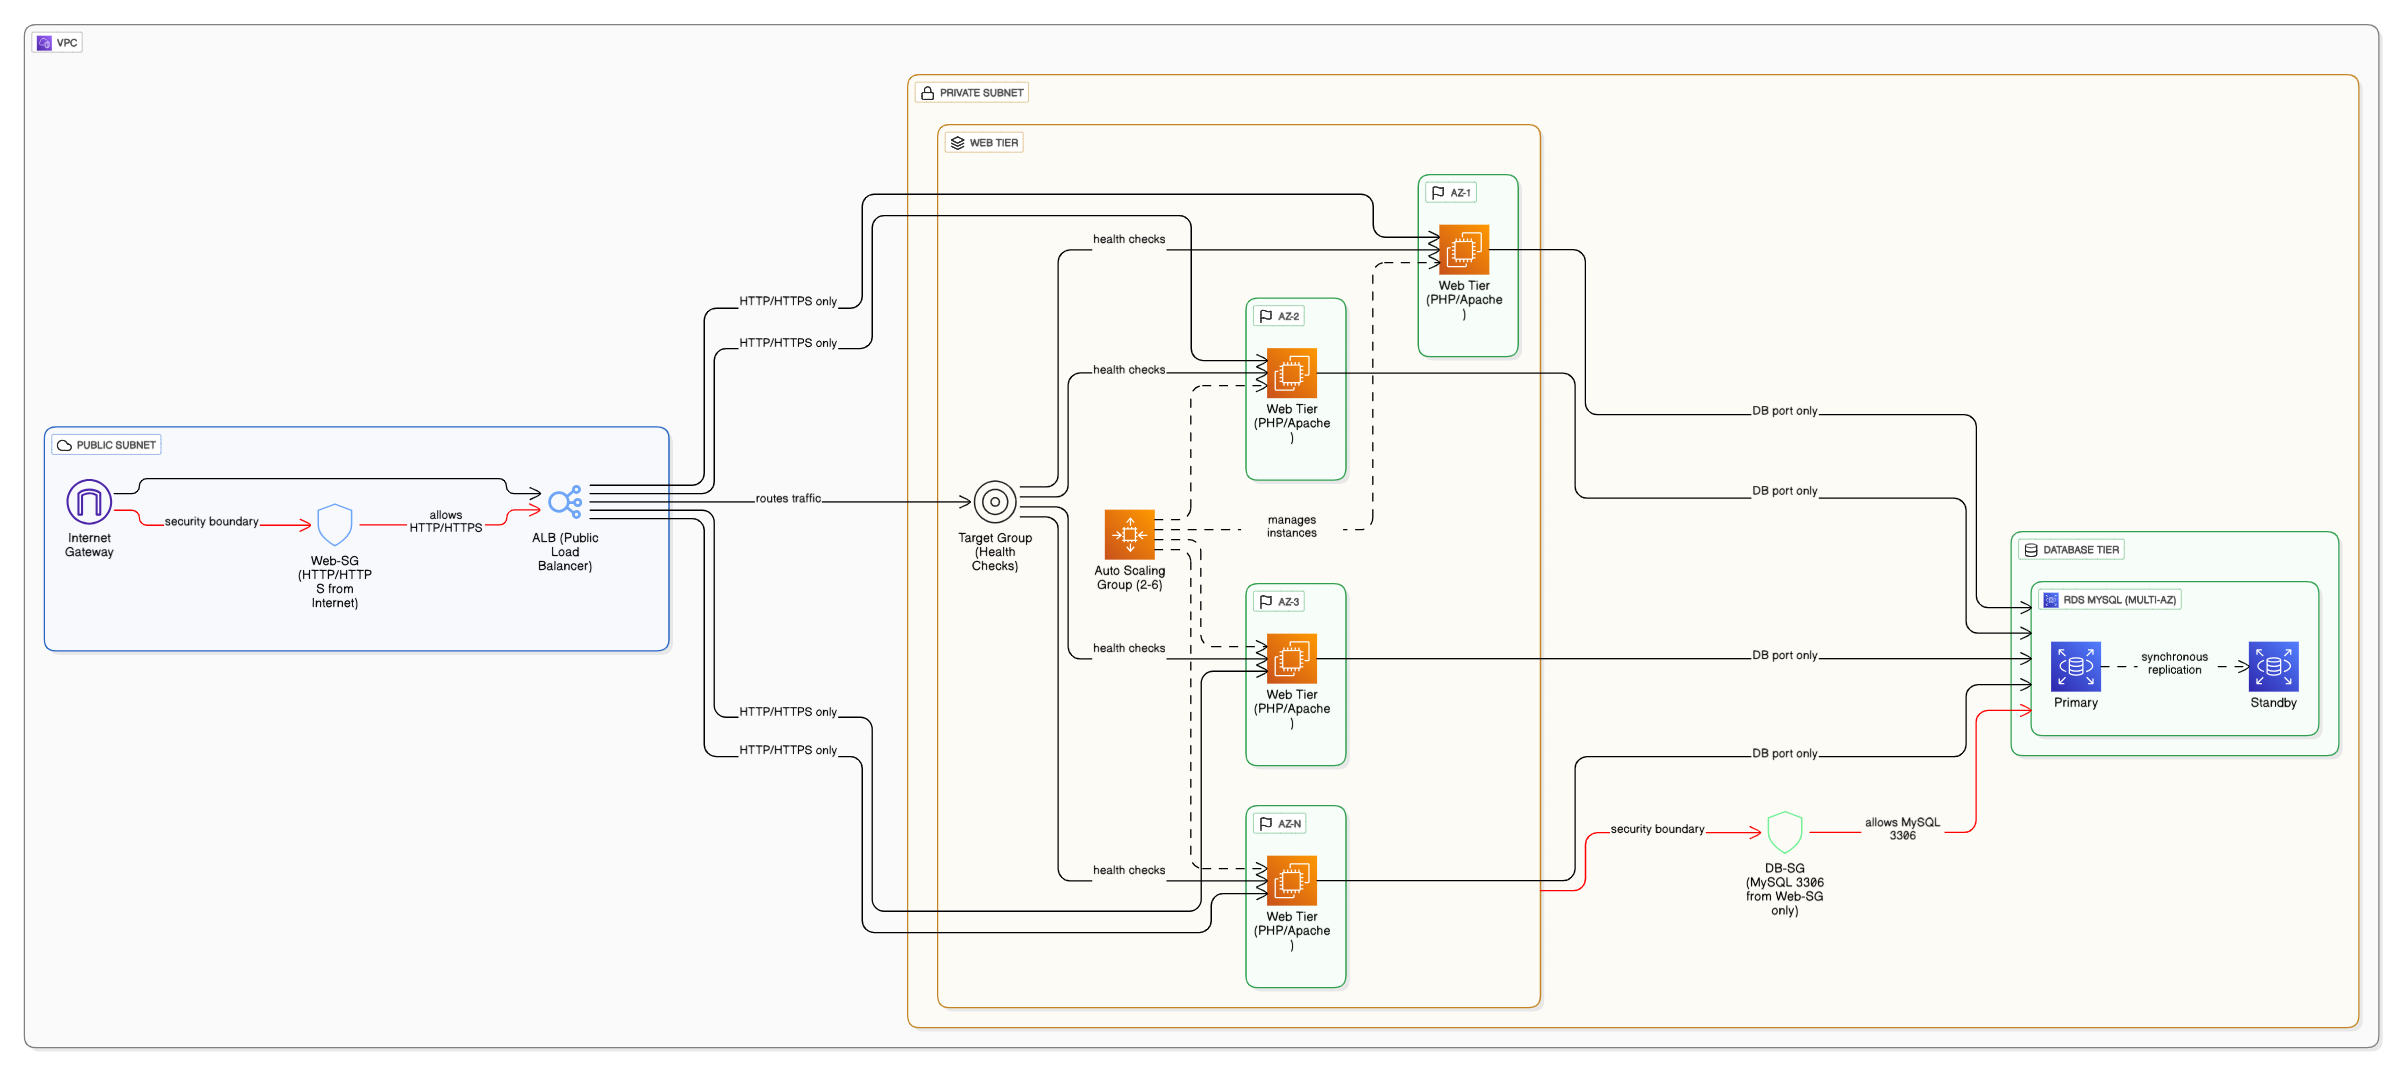 VPC
PRIVATE SUBNET
WEB TIER
AZ-1
Web Tier
(PHP/Apache
)
health checks
HTTP/HTTPS only
HTTP/HTTPS only
AZ-2
Web Tier
(PHP/Apache
)
health checks
DB port only
DB port only
PUBLIC SUBNET
Internet
Gateway
security boundary
Web-SG
(HTTP/HTTP
S from
Internet)
allows
HTTP/HTTPS
ALB (Public
Load
Balancer)
routes traffic
Target Group
(Health
Checks)
Auto Scaling
Group (2-6)
manages
instances
DATABASE TIER
RDS MYSQL (MULTI-AZ)
Primary
synchronous
replication
Standby
AZ-3
Web Tier
(PHP/Apache
)
health checks
DB port only
HTTP/HTTPS only
HTTP/HTTPS only
DB port only
AZ-N
Web Tier
(PHP/Apache
)
health checks
security boundary
DB-SG
(MySQL 3306
from Web-SG
only)
allows MySQL
3306